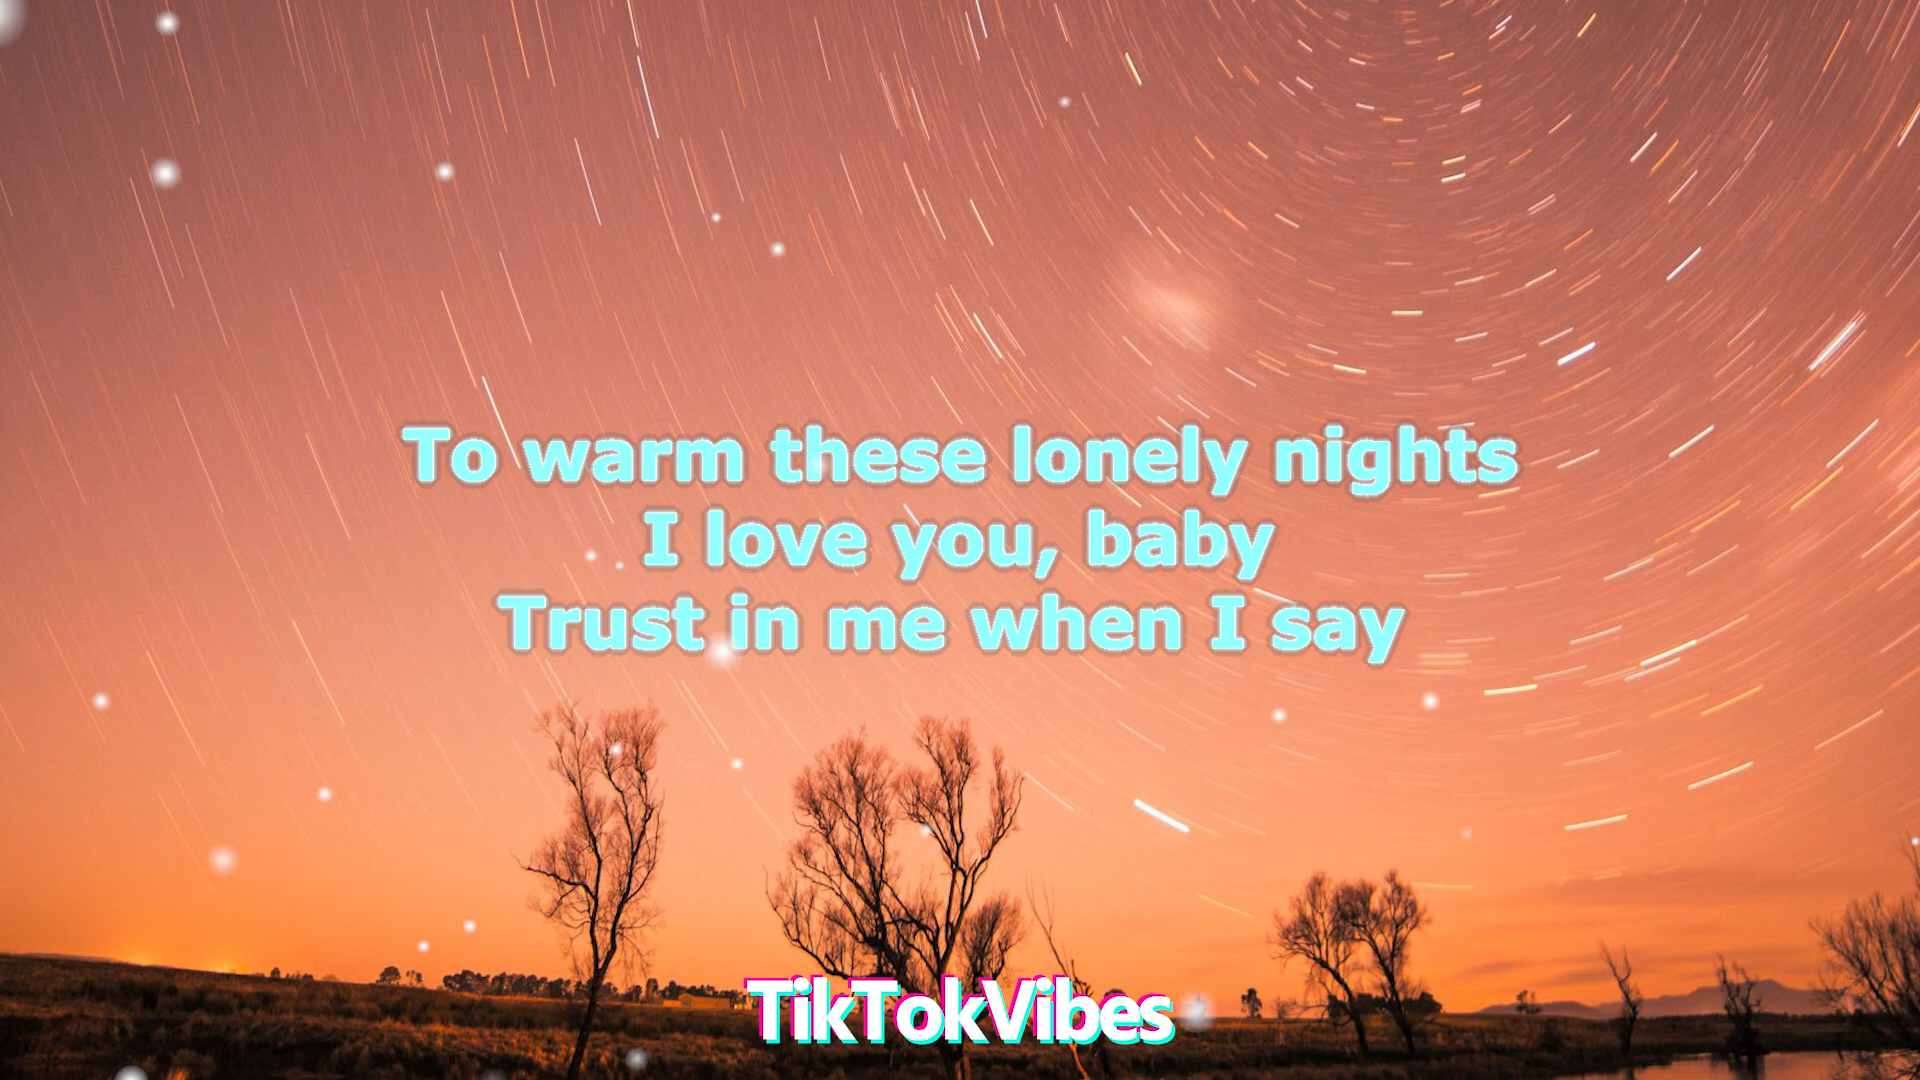 To warm these lonely nights
I love you, baby
Trust in me when I say
TikTokVibes